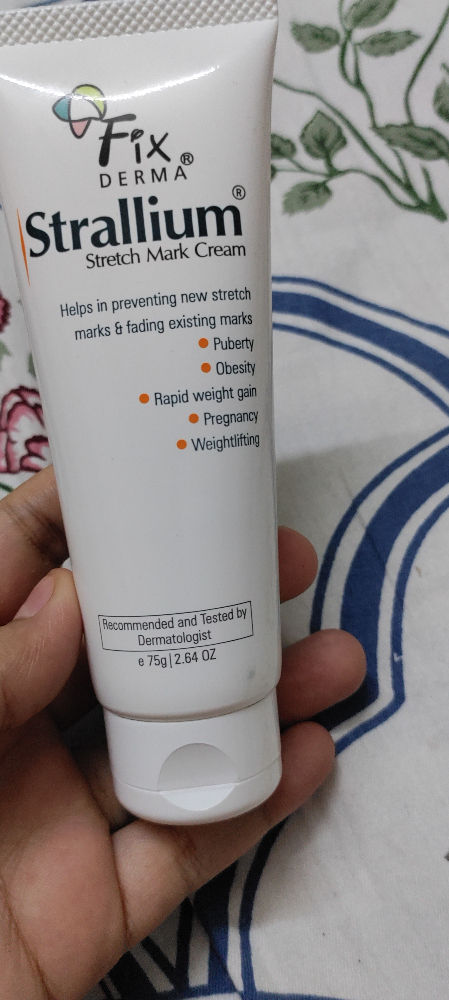 Fix®
DERMA
Strallium®
Stretch Mark Cream
Helps in preventing new stretch
marks & fading existing marks
• Puberty
• Obesity
• Rapid weight gain
• Pregnancy
• Weightlifting
Recommended and Tested by
Dermatologist
e 75g| 2.64 OZ